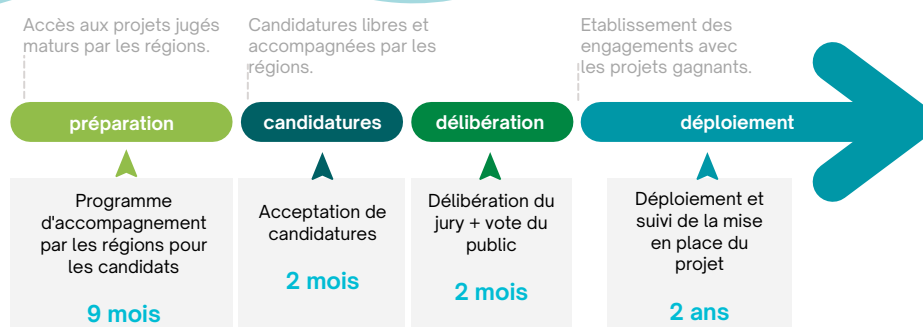 Accès aux projets jugés
maturs par les régions.
Candidatures libres et
accompagnées par les
régions.
Etablissement des
engagements avec
les projets gagnants.
préparation
candidatures
délibération
déploiement
Programme
d'accompagnement
par les régions pour
les candidats
9 mois
Acceptation de
candidatures
2 mois
Délibération du
jury + vote du
public
2 mois
Déploiement et
suivi de la mise
en place du
projet
2 ans